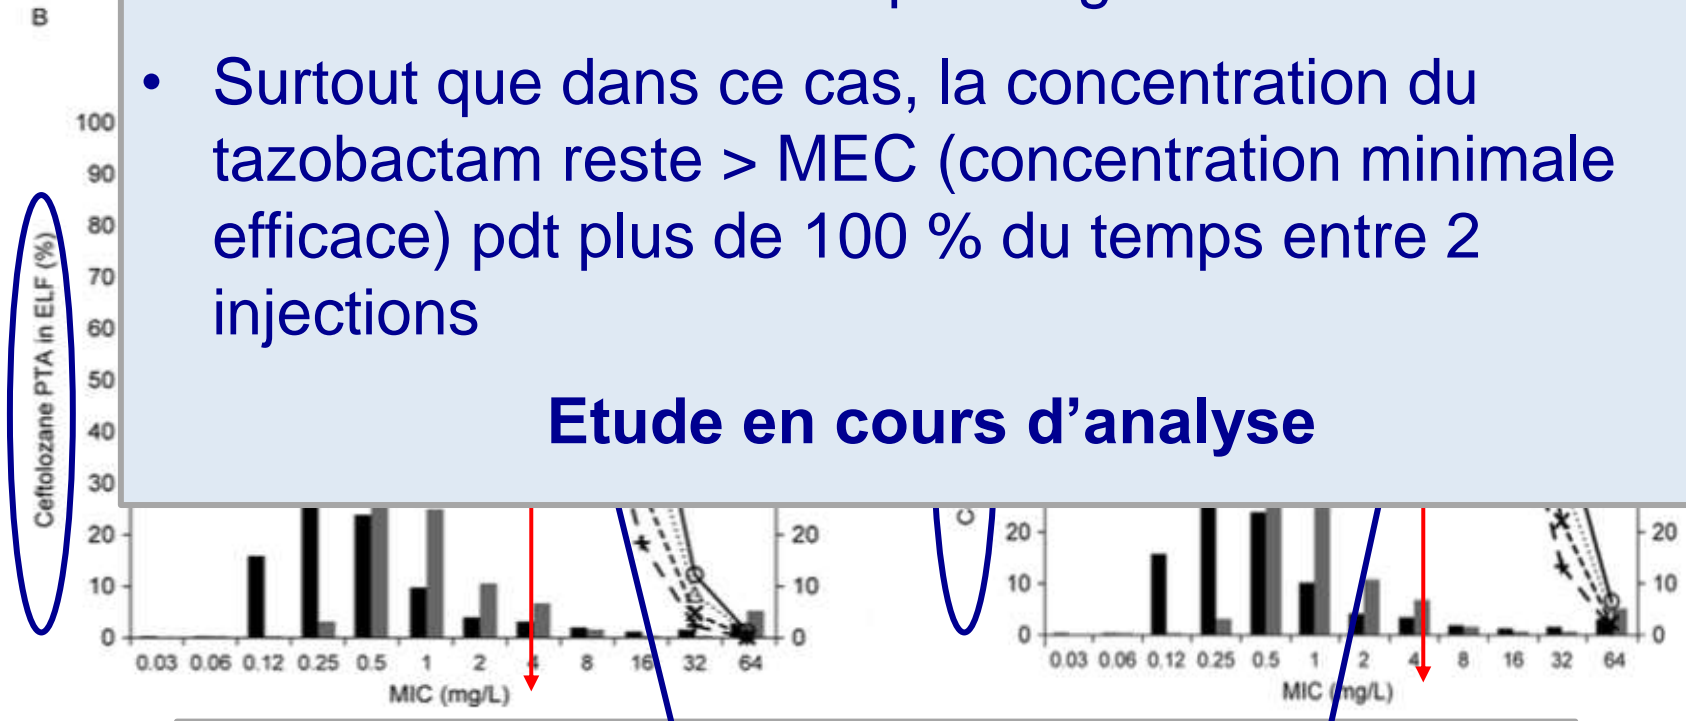 B
• Surtout que dans ce cas, la concentration du
tazobactam reste > MEC (concentration minimale
efficace) pdt plus de 100 % du temps entre 2
injections
Etude en cours d’analyse
Ceftolozane PTA in ELF (%)
100
90
80
70
60
50
40
30
20
10
0
20
10
0
0.03 0.06 0.12 0.25 0.5 1 2 4 8 16 32 64
MIC (mg/L)
C
20
10
0
20
10
0
0.03 0.06 0.12 0.25 0.5 1 2 4 8 16 32 64
MIC (mg/L)